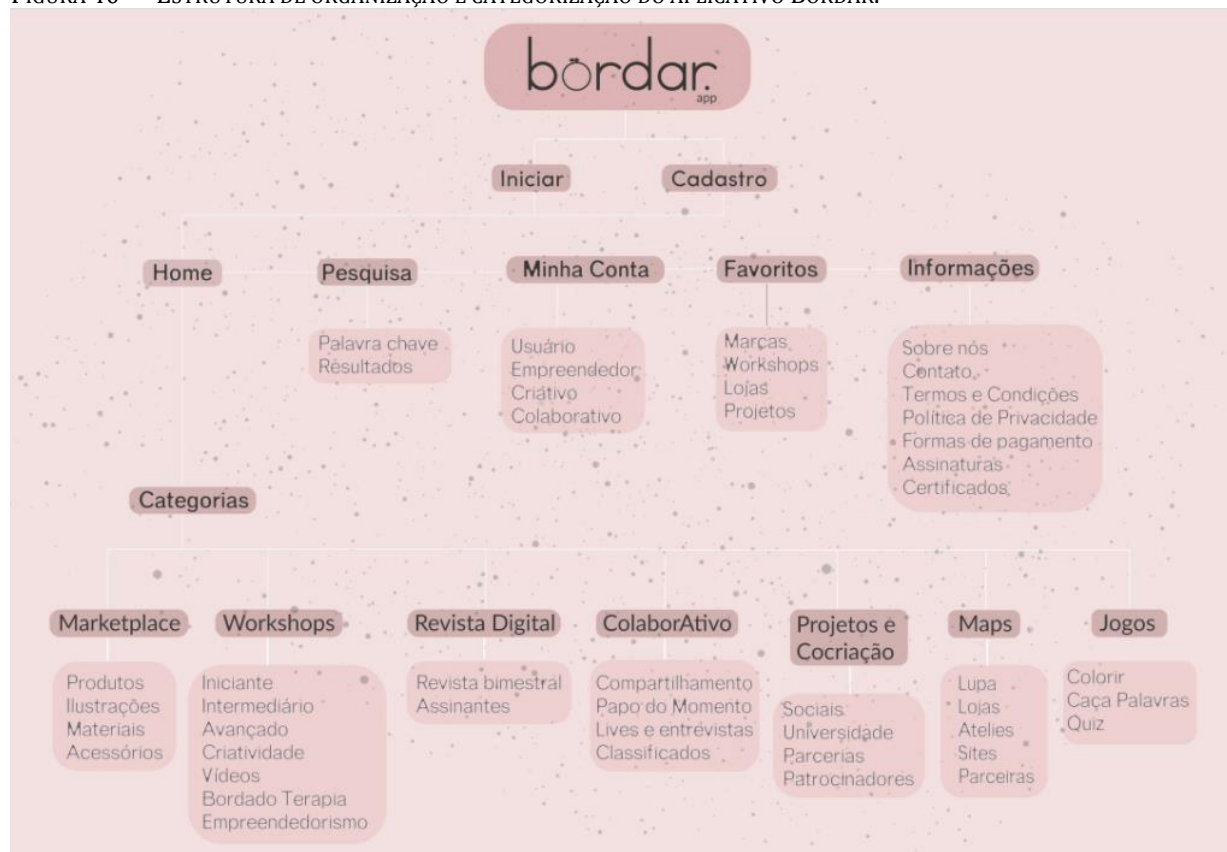 FIGURA 10 — ESTRUTURA DE ORGANIZAÇÃO E CATEGORIZAÇÃO DO APLICATIVO BORDAR.
bordar.
app
Iniciar
Cadastro
Home
Pesquisa
Minha Conta
Favoritos
Informações
Palavra chave
Resultados
Usuário
Empreendedor
Criativo
Colaborativo
Marcas
Workshops
Lojas
Projetos
Sobre nós
Contato
Termos e Condições
Política de Privacidade
Formas de pagamento
Assinaturas
Certificados
Categorias
Marketplace
Produtos
Ilustrações
Materiais
Acessórios
Workshops
Iniciante
Intermediário
Avançado
Criatividade
Vídeos
Bordado Terapia
Empreendedorismo
Revista Digital
Revista bimestral
Assinantes
ColaborAtivo
Compartilhamento
Papo do Momento
Lives e entrevistas
Classificados
Projetos e
Cocriação
Sociais
Universidade
Parcerias
Patrocinadores
Maps
Lupa
Lojas
Atelies
Sites
Parceiras
Jogos
Colorir
Caça Palavras
Quiz